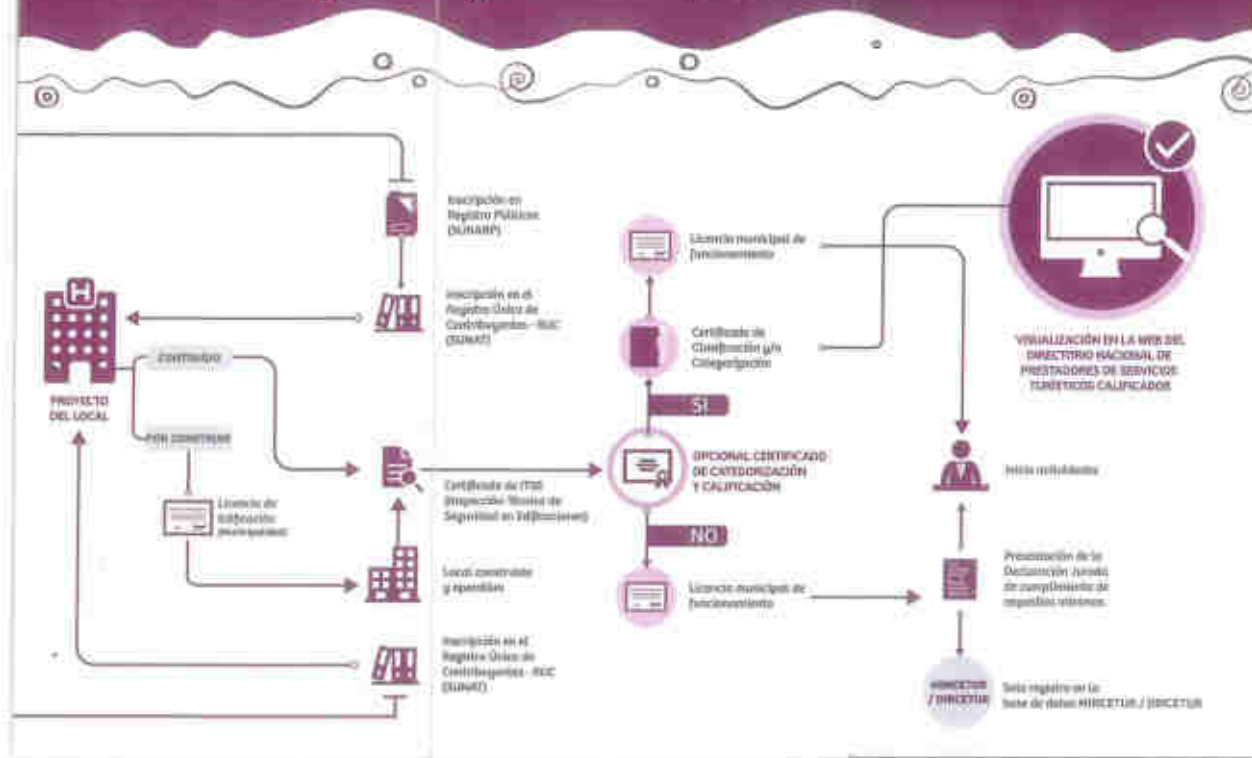 Inscripción en
Registro Públicos
(SUNARP)
Inscripción en el
Registro Único de
Contribuyentes - RUC
(SUNAT)
H
PROYECTO
DEL LOCAL
CONSTRUIDO
POR CONSTRUIR
Licencia de
Edificación
(Municipalidad)
Certificado de ITSE
(Inspección Técnica de
Seguridad en Edificaciones)
Local construido
y operativo
Inscripción en el
Registro Único de
Contribuyentes - RUC
(SUNAT)
Licencia municipal de
funcionamiento
Certificado de
Clasificación y/o
Categorización
SI
OPCIONAL CERTIFICADO
DE CATEGORIZACIÓN
Y CALIFICACIÓN
NO
Licencia municipal de
funcionamiento
VISUALIZACIÓN EN LA WEB DEL
DIRECTORIO NACIONAL DE
PRESTADORES DE SERVICIOS
TURÍSTICOS CALIFICADOS
Inicia actividades
Presentación de la
Declaración Jurada
de cumplimiento de
requisitos mínimos
MINCETUR
/ DIRCETUR
Solo registro en la
base de datos MINCETUR / DIRCETUR